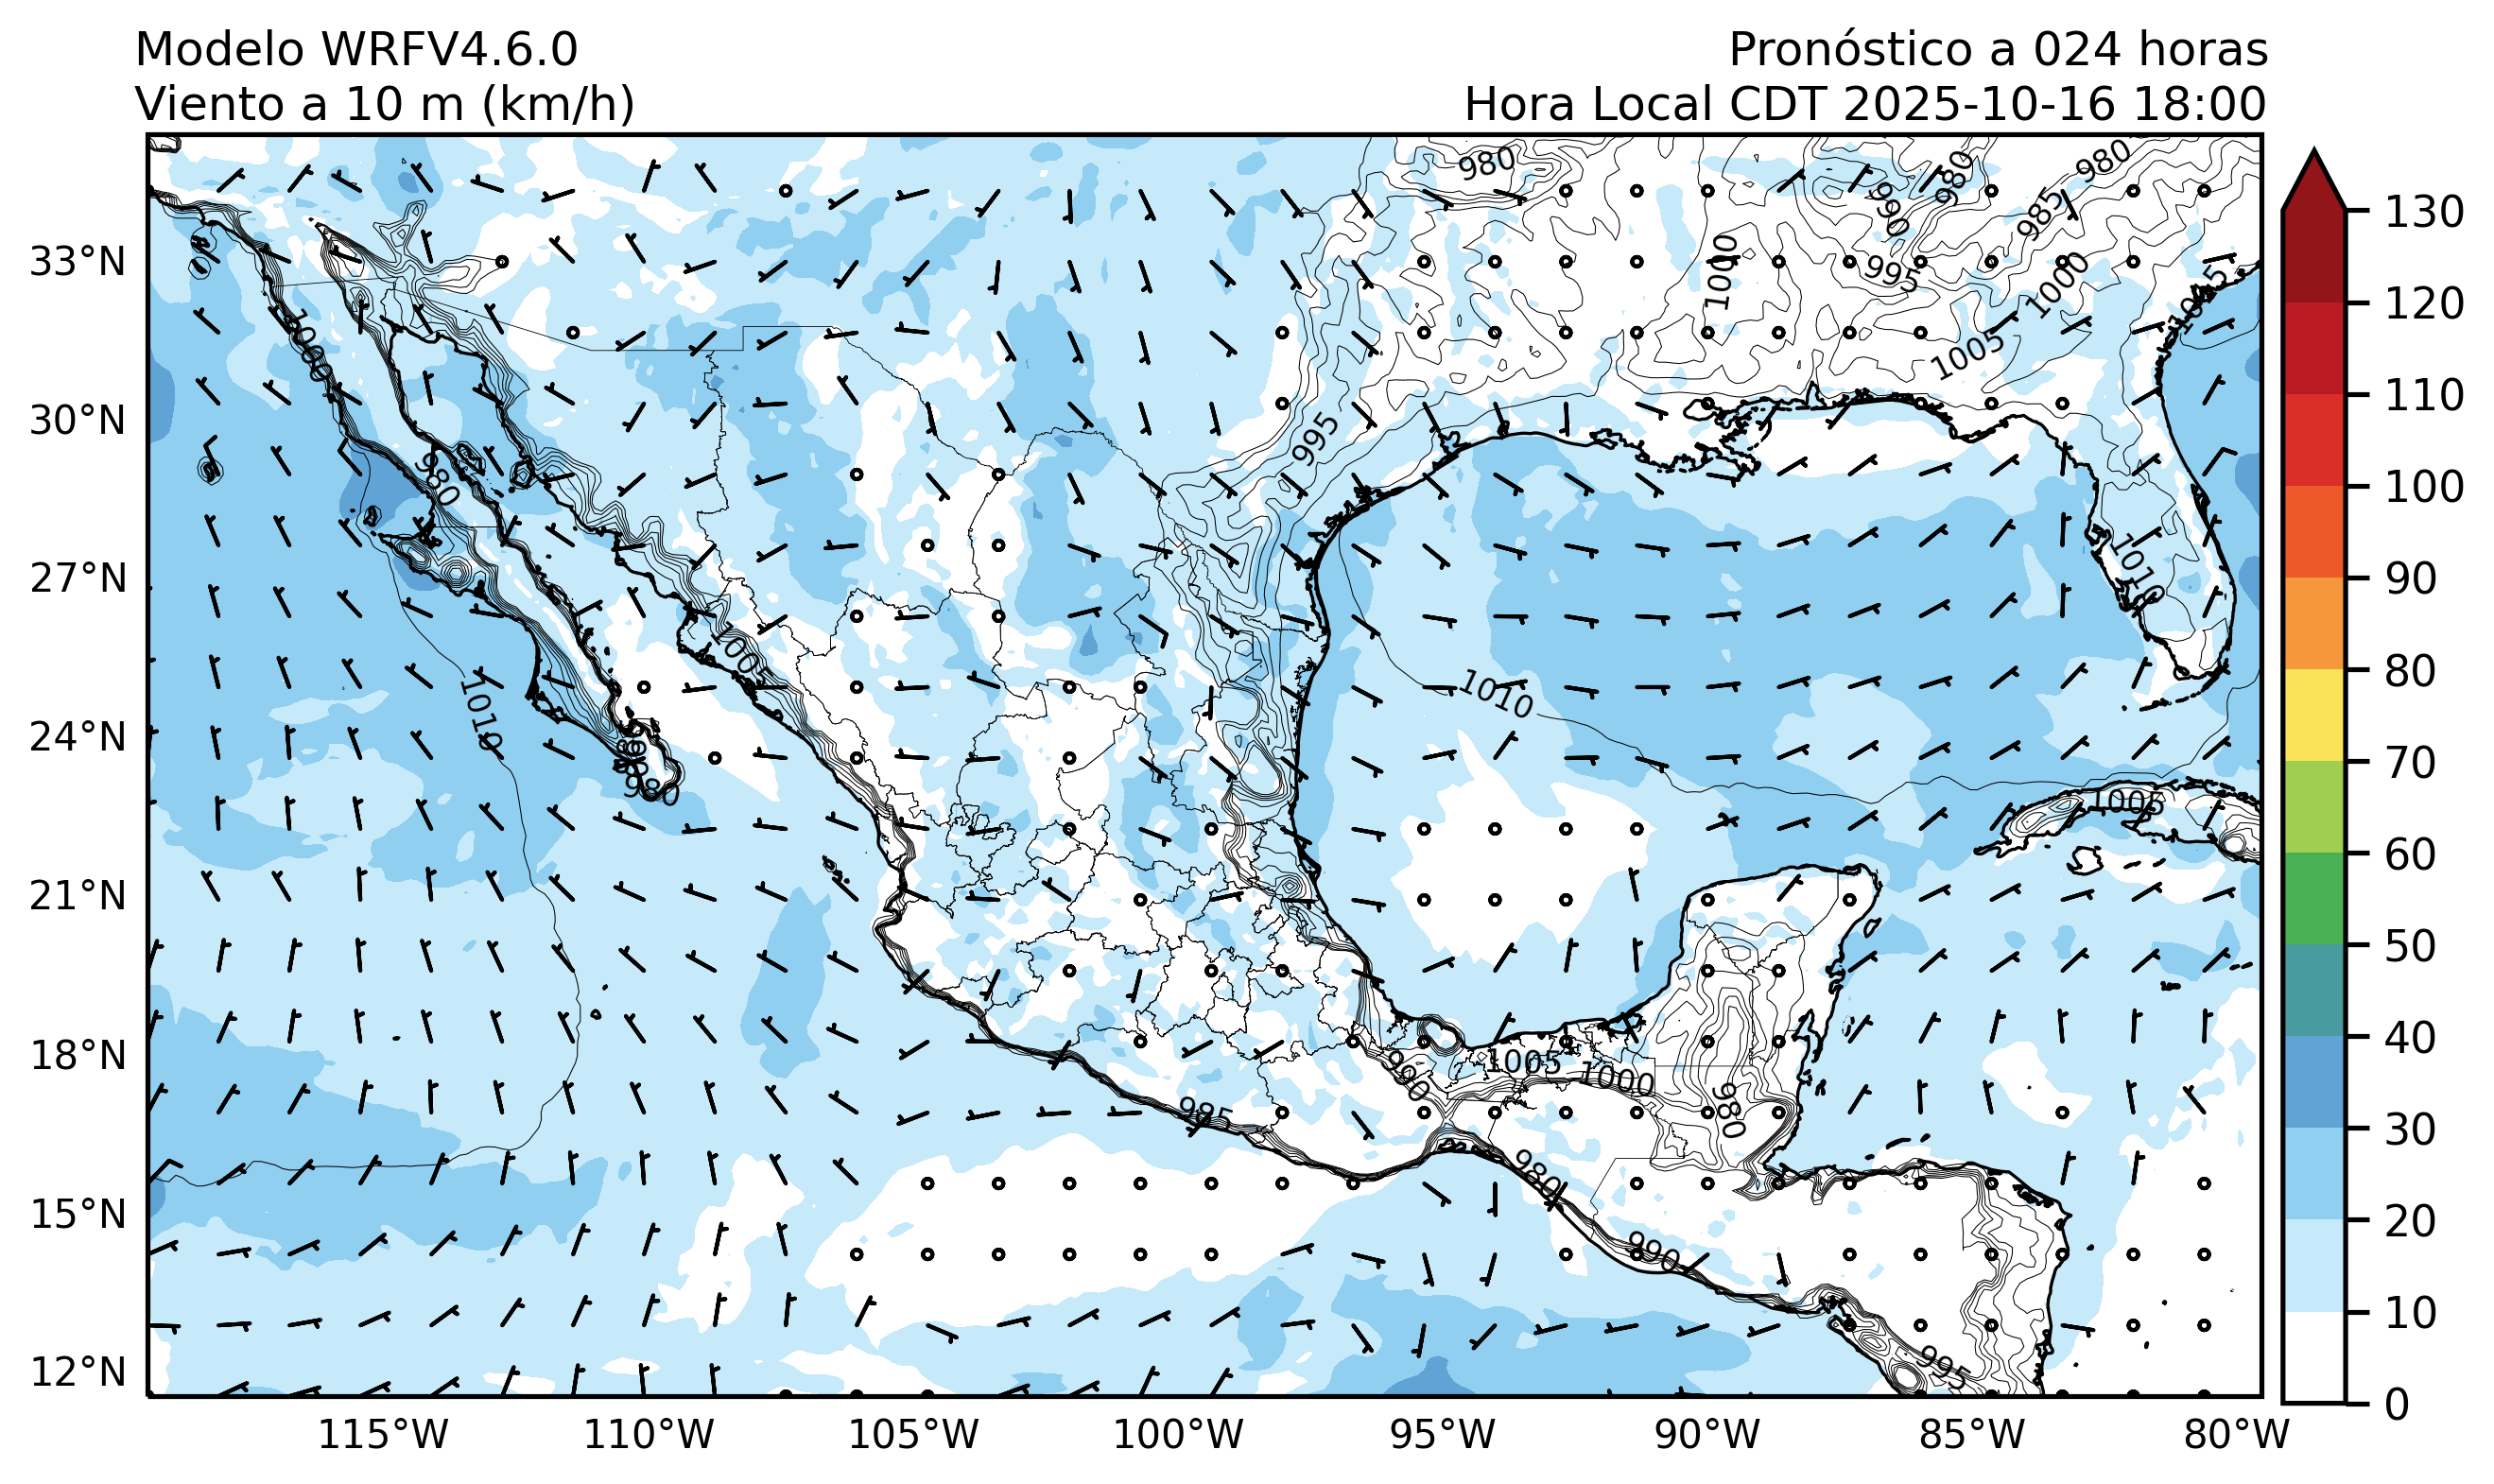 Modelo WRFV4.6.0
Pronóstico a 024 horas
Viento a 10 m (km/h)
Hora Local CDT 2025-10-16 18:00
33°N
30°N
27°N
24°N
21°N
18°N
15°N
12°N
115°W
110°W
105°W
100°W
95°W
90°W
85°W
80°W
130
120
110
100
90
80
70
60
50
40
30
20
10
0
980
980
980
990
985
995
1000
1000
1005
1005
1000
995
980
1010
1005
1010
1010
980
1005
990
1005
1000
980
985
980
990
995